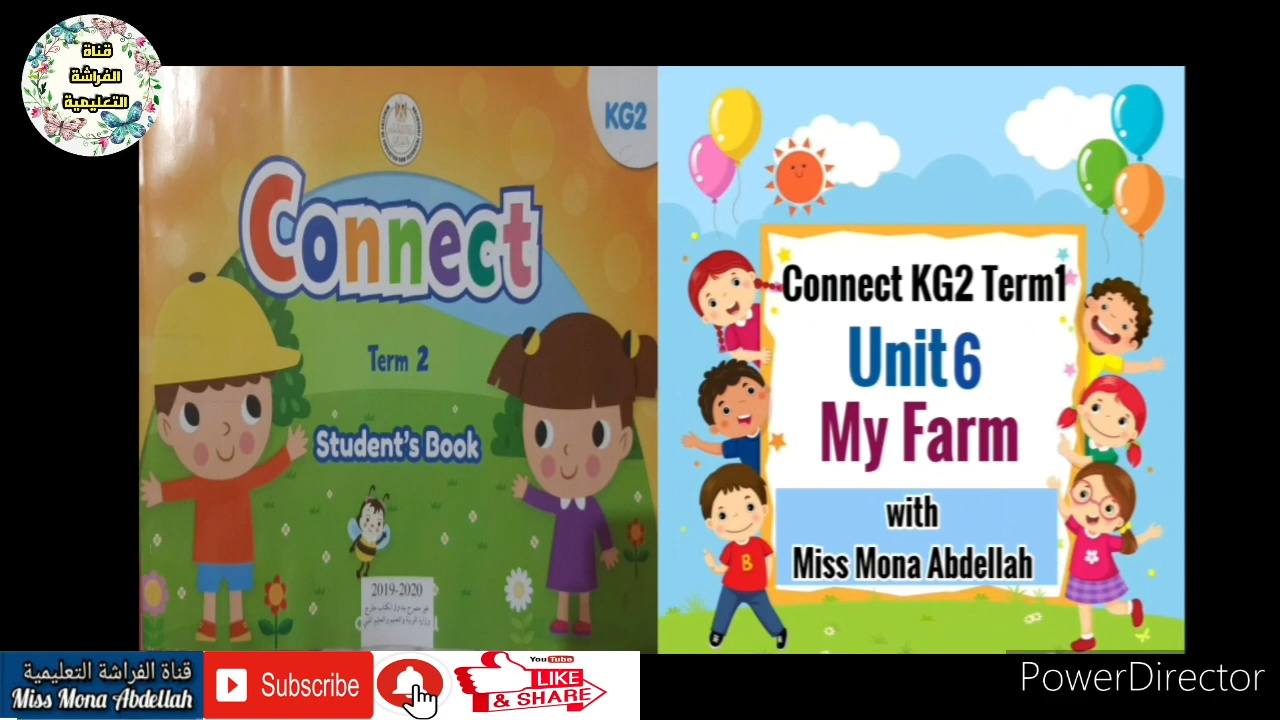 قناة
الفراشة
التعليمية
KG2
Connect
Term 2
Student's Book
2019-2020
Connect KG2 Term1
Unit 6
My Farm
with
Miss Mona Abdellah
B
قناة الفراشة التعليمية
Miss Mona Abdellah
Subscribe
YouTube
LIKE
& SHARE
PowerDirector